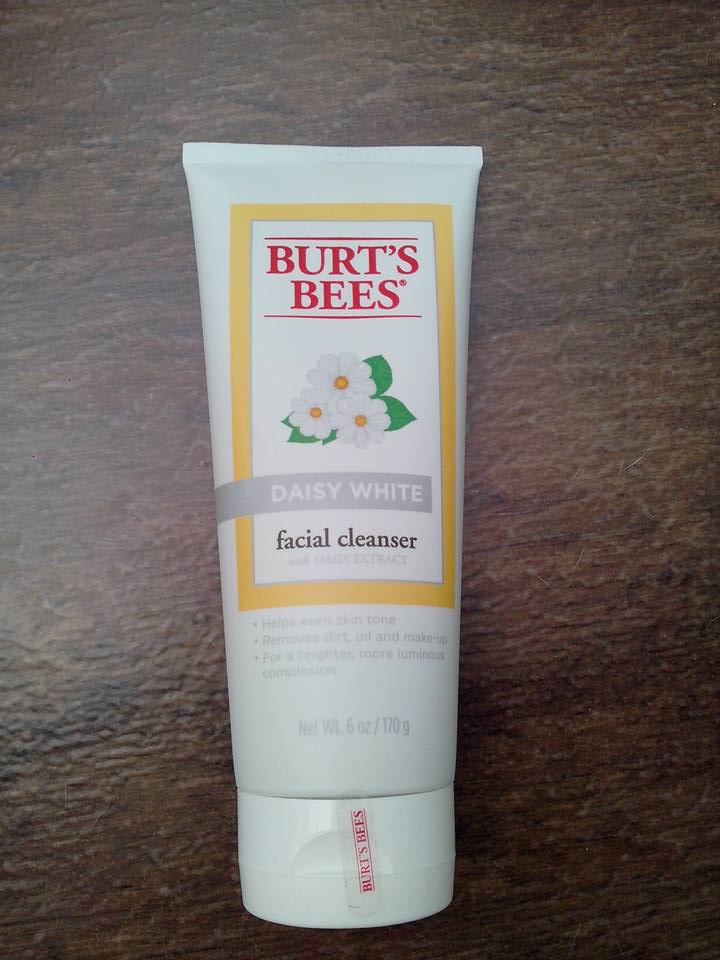 BURT'S
BEES®
DAISY WHITE
facial cleanser
with DAISY EXTRACT
• Helps even skin tone
• Removes dirt, oil and make-up
• For a brighter, more luminous
complexion
Net Wt. 6 oz / 170 g
BURT'S BEES